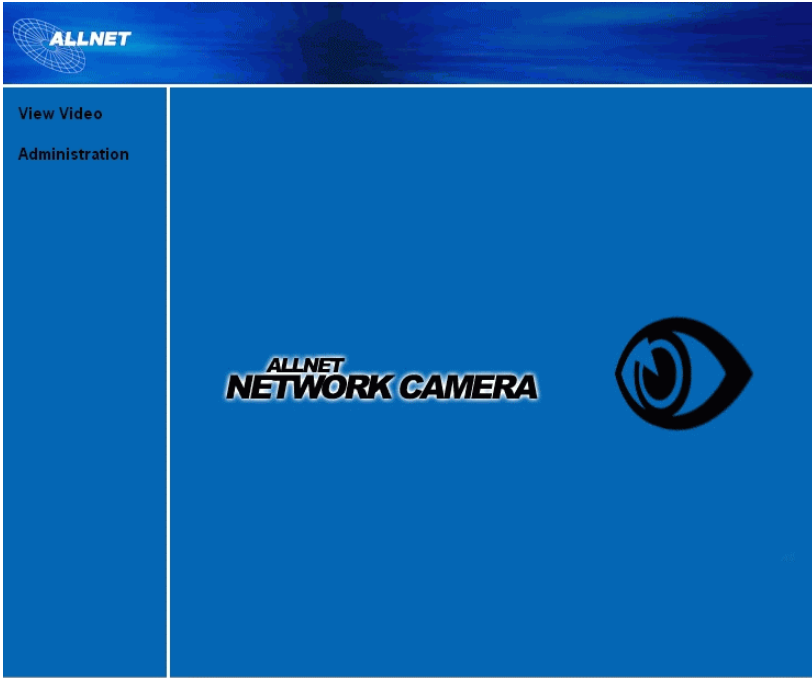 ALLNET
View Video
Administration
ALLNET
NETWORK CAMERA